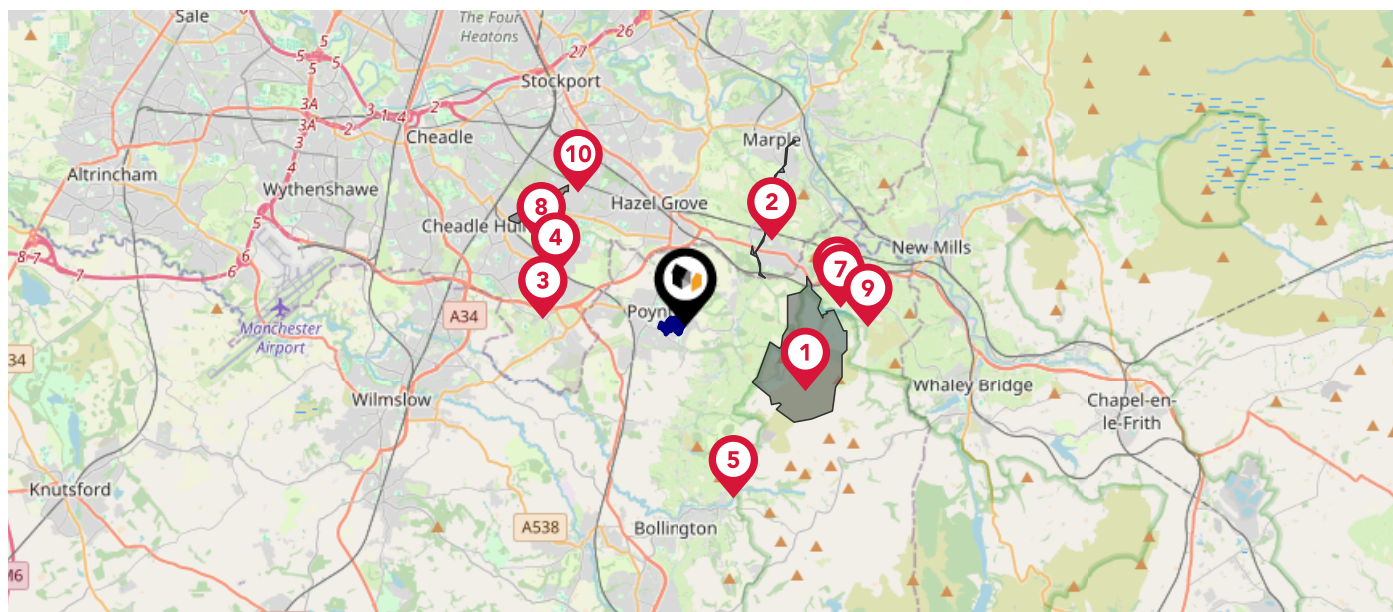 Sale
The Four
Heatons
26
27
5
5
5
5
Stockport
3A
3A
3
1
4
2
2
3
4
Cheadle
Marple
10
Altrincham
Wythenshawe
8
2
Hazel Grove
5
Cheadle Hul
4
New Mills
8
7
7
6
6
7
3
9
A34
Poyn
Manchester
Airport
34
1
Wilmslow
Whaley Bridge
Chapel-en-
le-Frith
5
Knutsford
A538
Bollington
M6